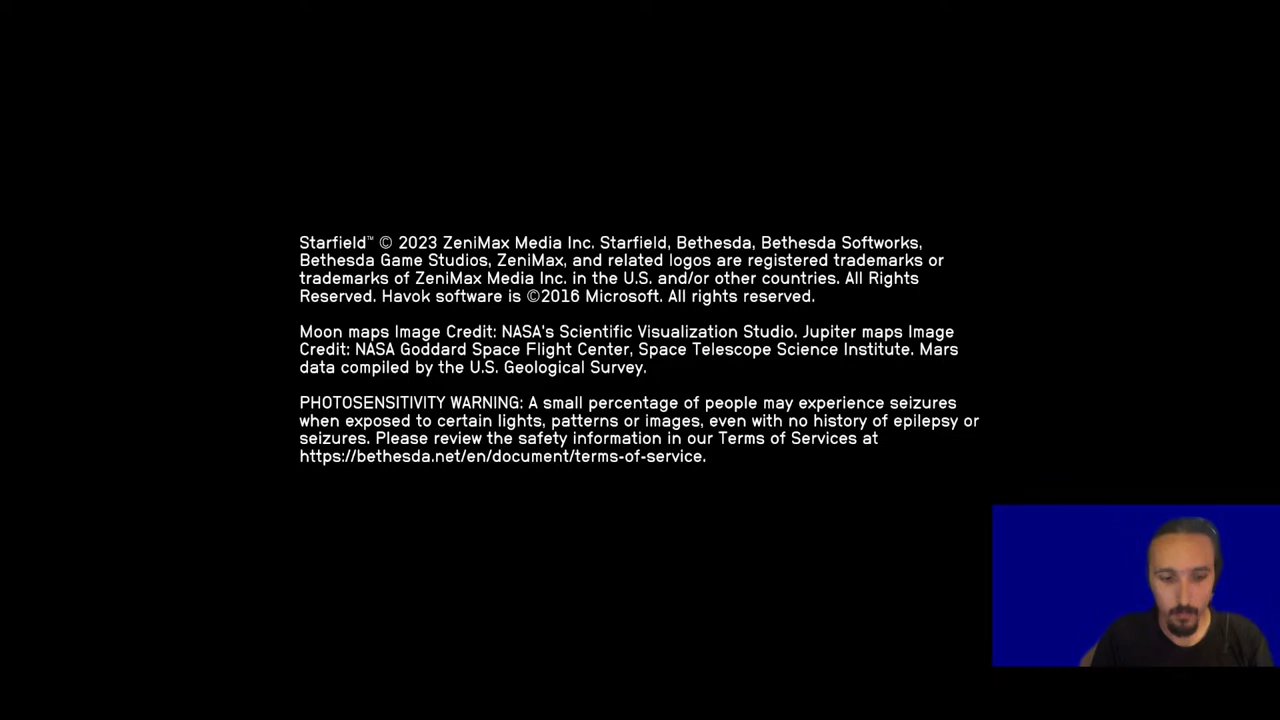 Starfield™ © 2023 ZeniMax Media Inc. Starfield, Bethesda, Bethesda Softworks,
Bethesda Game Studios, ZeniMax, and related logos are registered trademarks or
trademarks of ZeniMax Media Inc. in the U.S. and/or other countries. All Rights
Reserved. Havok software is ©2016 Microsoft. All rights reserved.
Moon maps Image Credit: NASA's Scientific Visualization Studio. Jupiter maps Image
Credit: NASA Goddard Space Flight Center, Space Telescope Science Institute. Mars
data compiled by the U.S. Geological Survey.
PHOTOSENSITIVITY WARNING: A small percentage of people may experience seizures
when exposed to certain lights, patterns or images, even with no history of epilepsy or
seizures. Please review the safety information in our Terms of Services at
https://bethesda.net/en/document/terms-of-service.